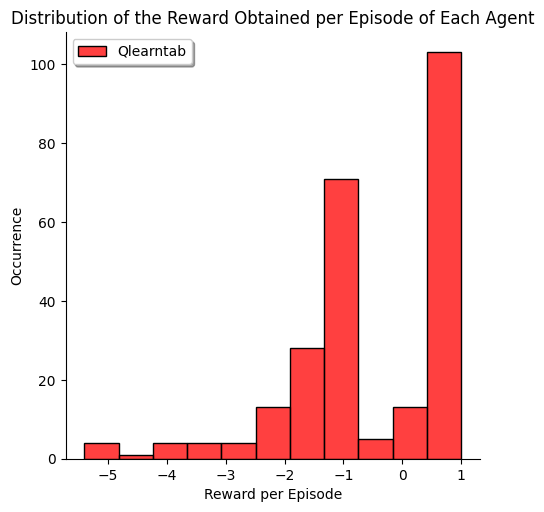 Distribution of the Reward Obtained per Episode of Each Agent
Qlearntab
100
80
60
40
20
0
Occurrence
−5 −4 −3 −2 −1 0 1
Reward per Episode